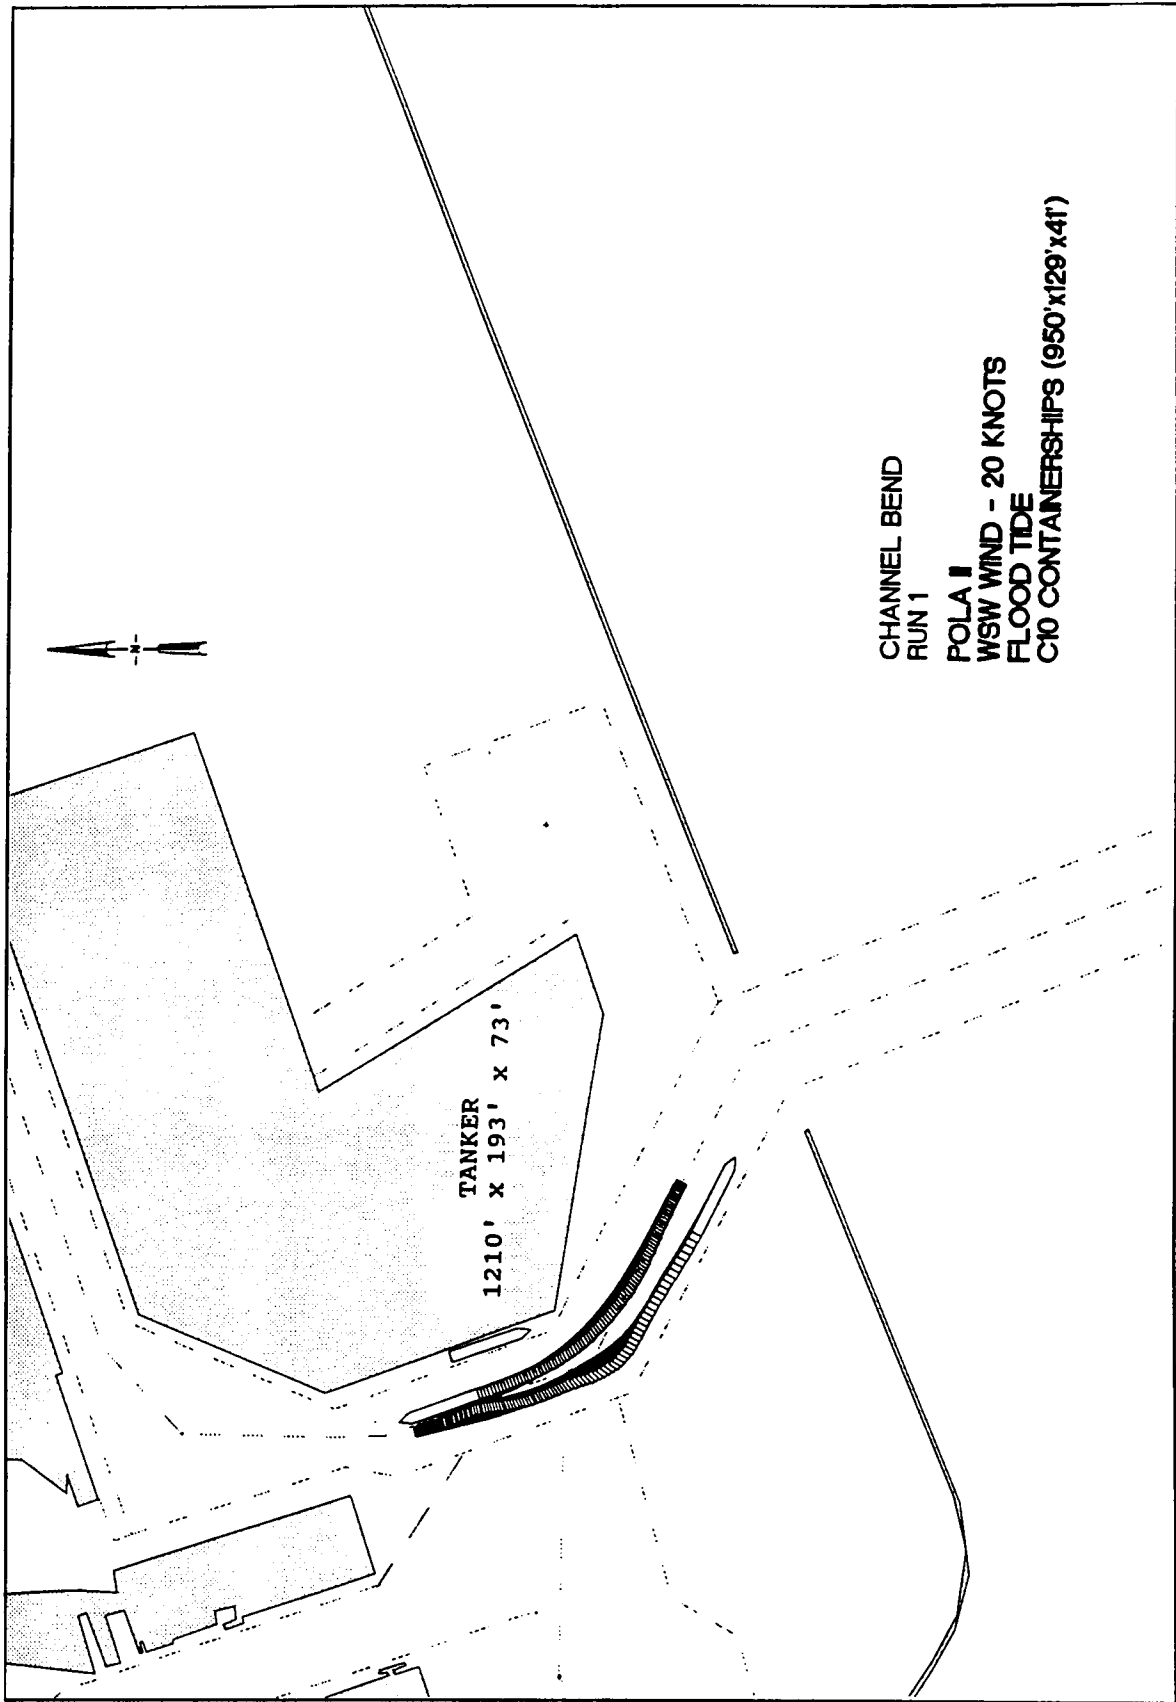 -N-
TANKER
1210' x 193' x 73'
CHANNEL BEND
RUN 1
POLA II
WSW WIND - 20 KNOTS
FLOOD TIDE
C10 CONTAINERSHIPS (950'x129'x41')